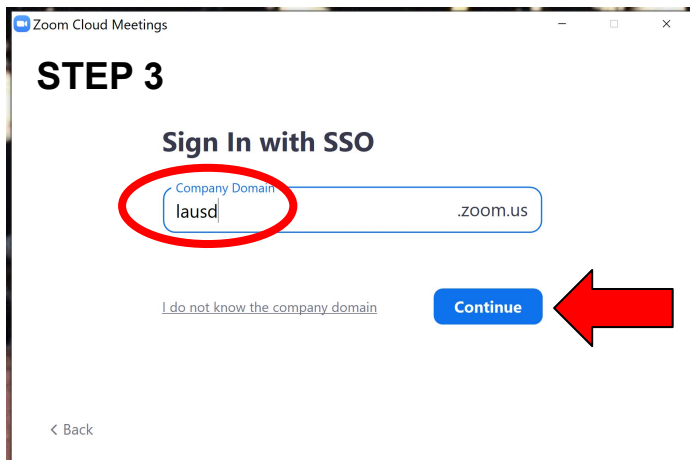 Zoom Cloud Meetings
STEP 3
Sign In with SSO
Company Domain
lausd .zoom.us
I do not know the company domain Continue
Back